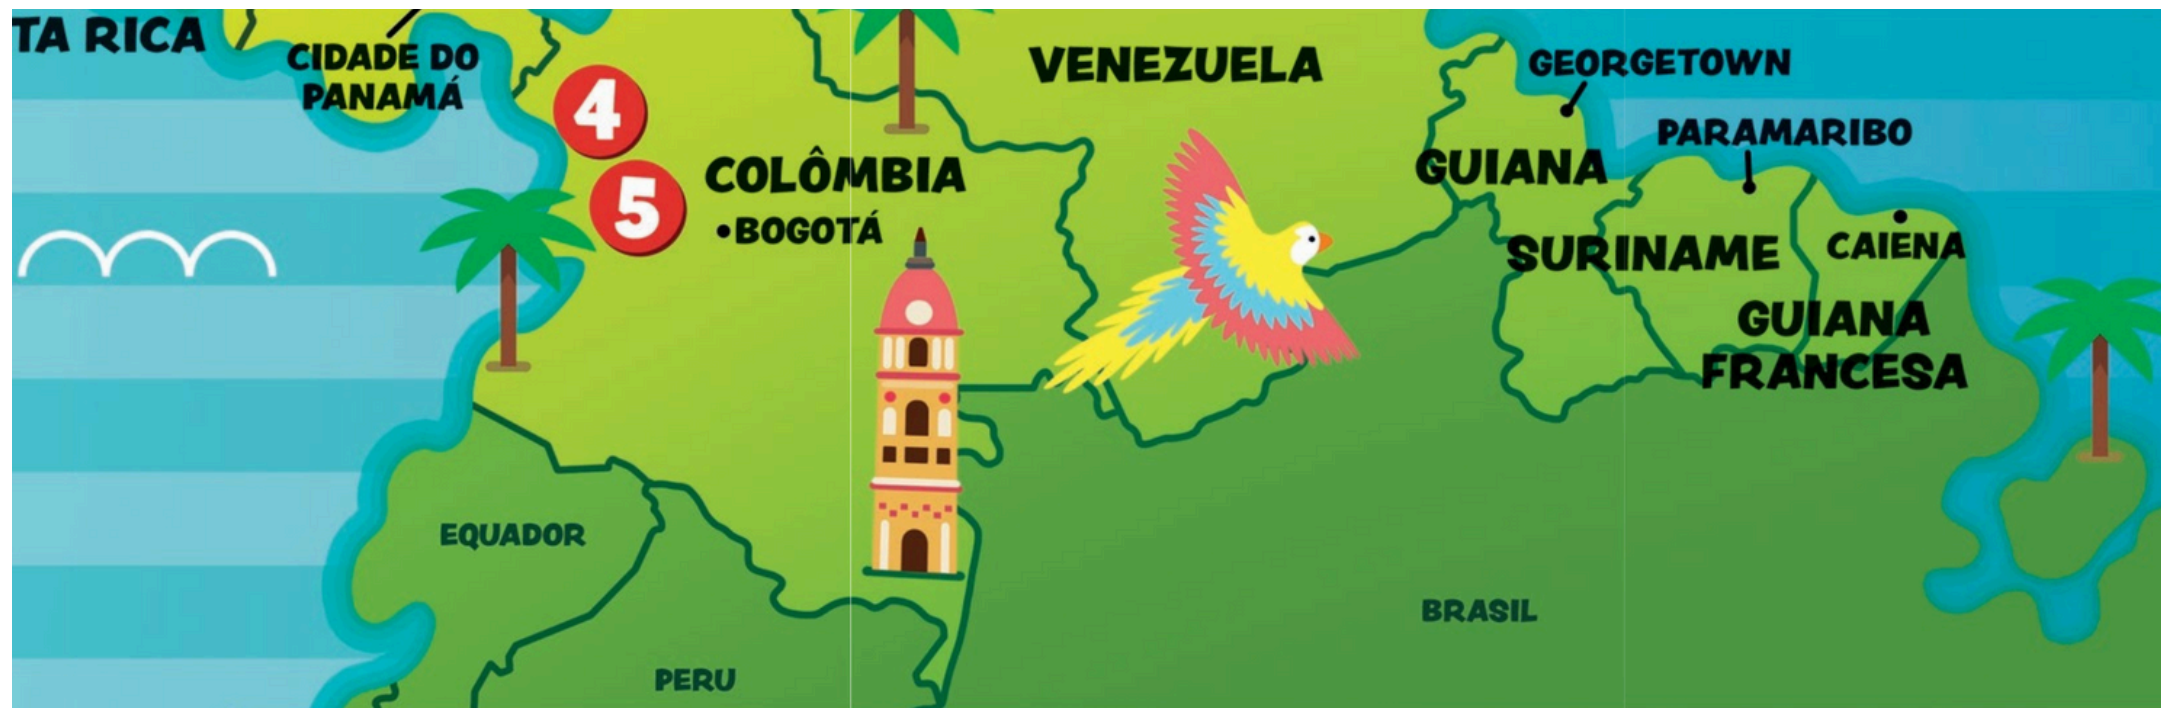 TA RICA
CIDADE DO
PANAMÁ
4
5
COLÔMBIA
•BOGOTÁ
VENEZUELA
GEORGETOWN
PARAMARIBO
GUIANA
SURINAME
CAIENA
GUIANA
FRANCESA
EQUADOR
PERU
BRASIL